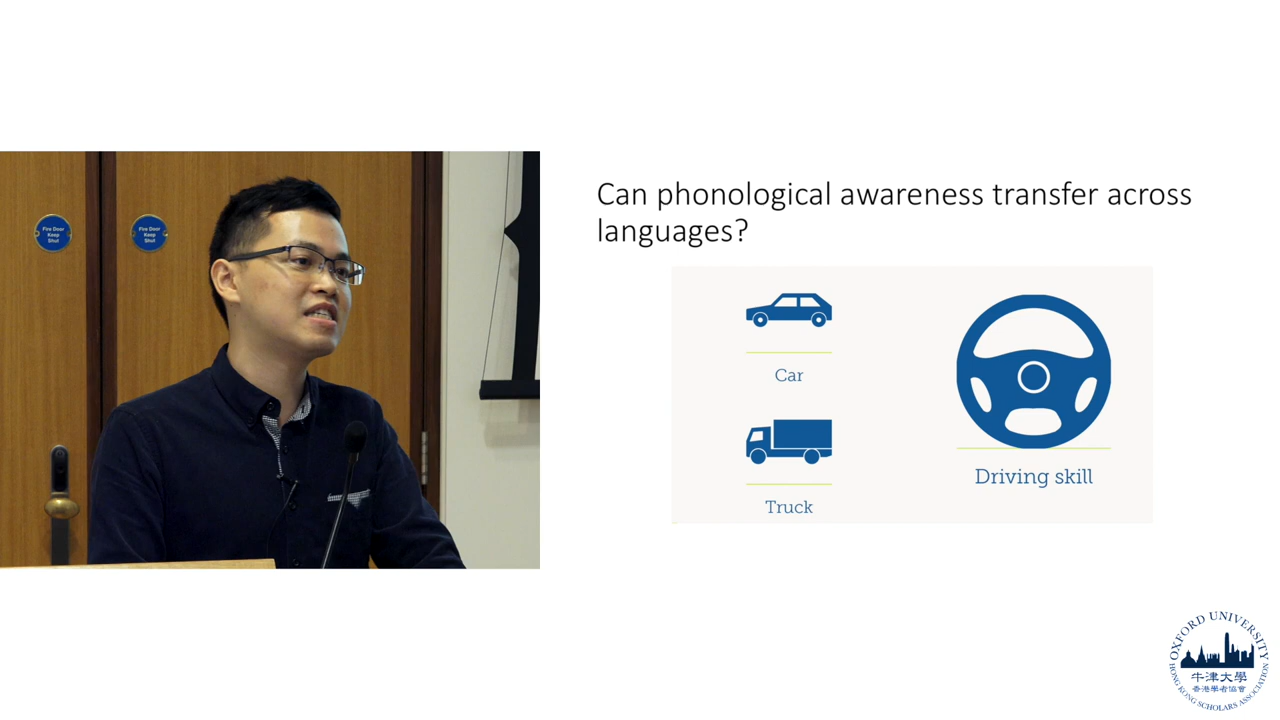 Fire Door
Keep
Shut
Fire Door
Keep
Shut
Can phonological awareness transfer across
languages?
Car
Truck
Driving skill
OXFORD UNIVERSITY
牛津大學
香港學者協會
HONG KONG SCHOLARS ASSOCIATION